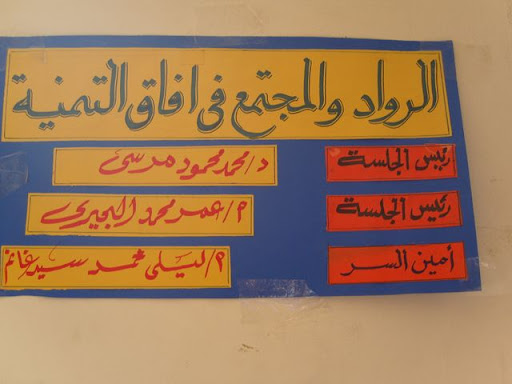 الرواد والمجتمع فى افاق التنمية
رئيس الجلسة د/محمد محمود مرسى
رئيس الجلسة م/عمر محمد البحيرى
أمين السر م/ليلى محمد سيد غانم